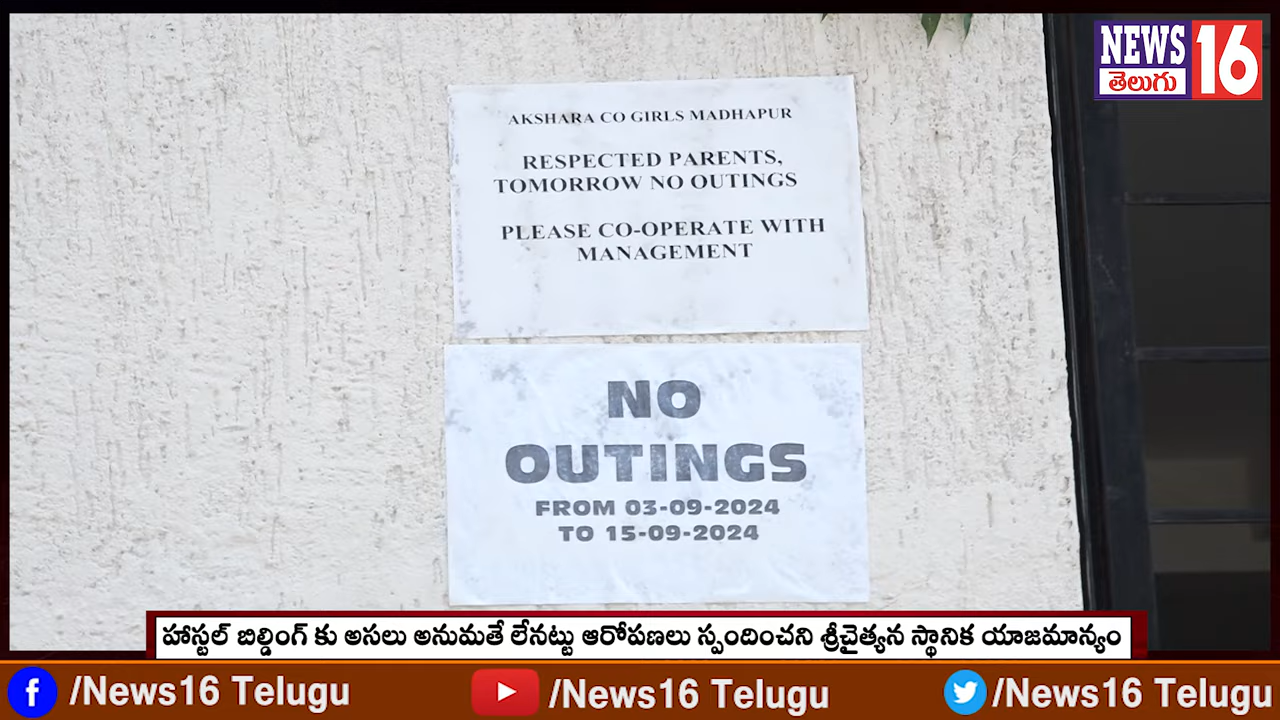 NEWS 16
తెలుగు
AKSHARA CO GIRLS MADHAPUR
RESPECTED PARENTS,
TOMORROW NO OUTINGS
PLEASE CO-OPERATE WITH
MANAGEMENT
NO
OUTINGS
FROM 03-09-2024
TO 15-09-2024
హాస్టల్ బిల్డింగ్ కు అసలు అనుమతే లేనట్టు ఆరోపణలు స్పందించని శ్రీచైత్యన స్థానిక యాజమాన్యం
/News16 Telugu
/News16 Telugu
/News16 Telugu